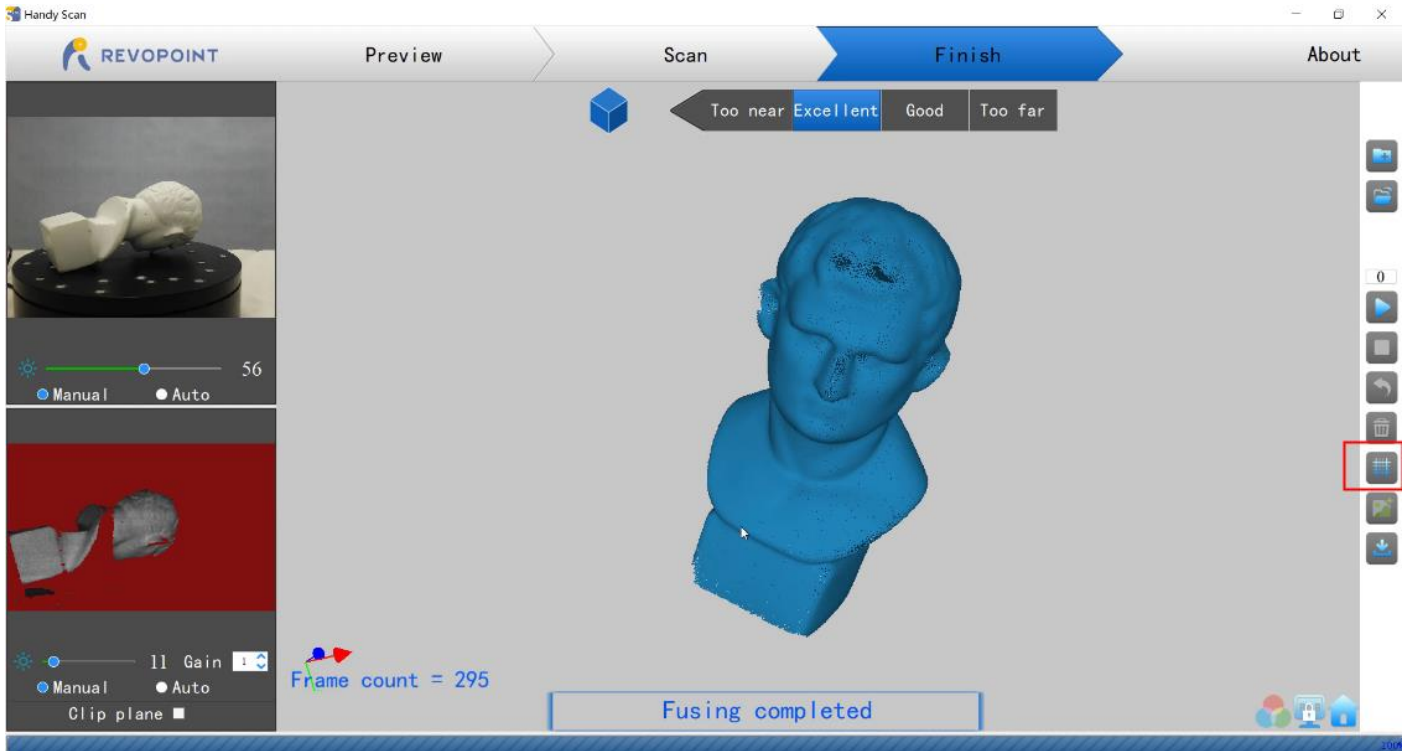 Handy Scan
REVOPOINT
Preview
Scan
Finish
About
Too near
Excellent
Good
Too far
0
56
Manual
Auto
11
Gain
1
Manual
Auto
Clip plane
Frame count = 295
Fusing completed